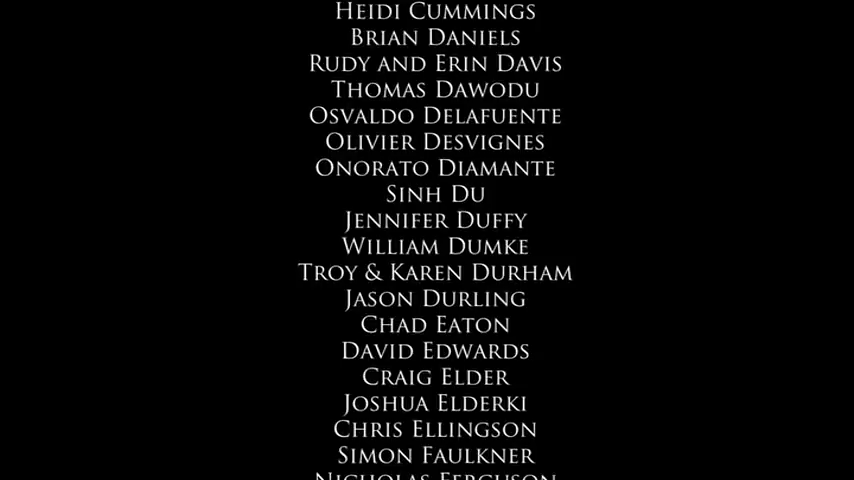 Heidi Cummings
Brian Daniels
Rudy and Erin Davis
Thomas Dawodu
Osvaldo Delafuente
Olivier Desvignes
Onorato Diamante
Sinh Du
Jennifer Duffy
William Dumke
Troy & Karen Durham
Jason Durling
Chad Eaton
David Edwards
Craig Elder
Joshua Elderki
Chris Ellingson
Simon Faulkner
Nicholas Ferguson